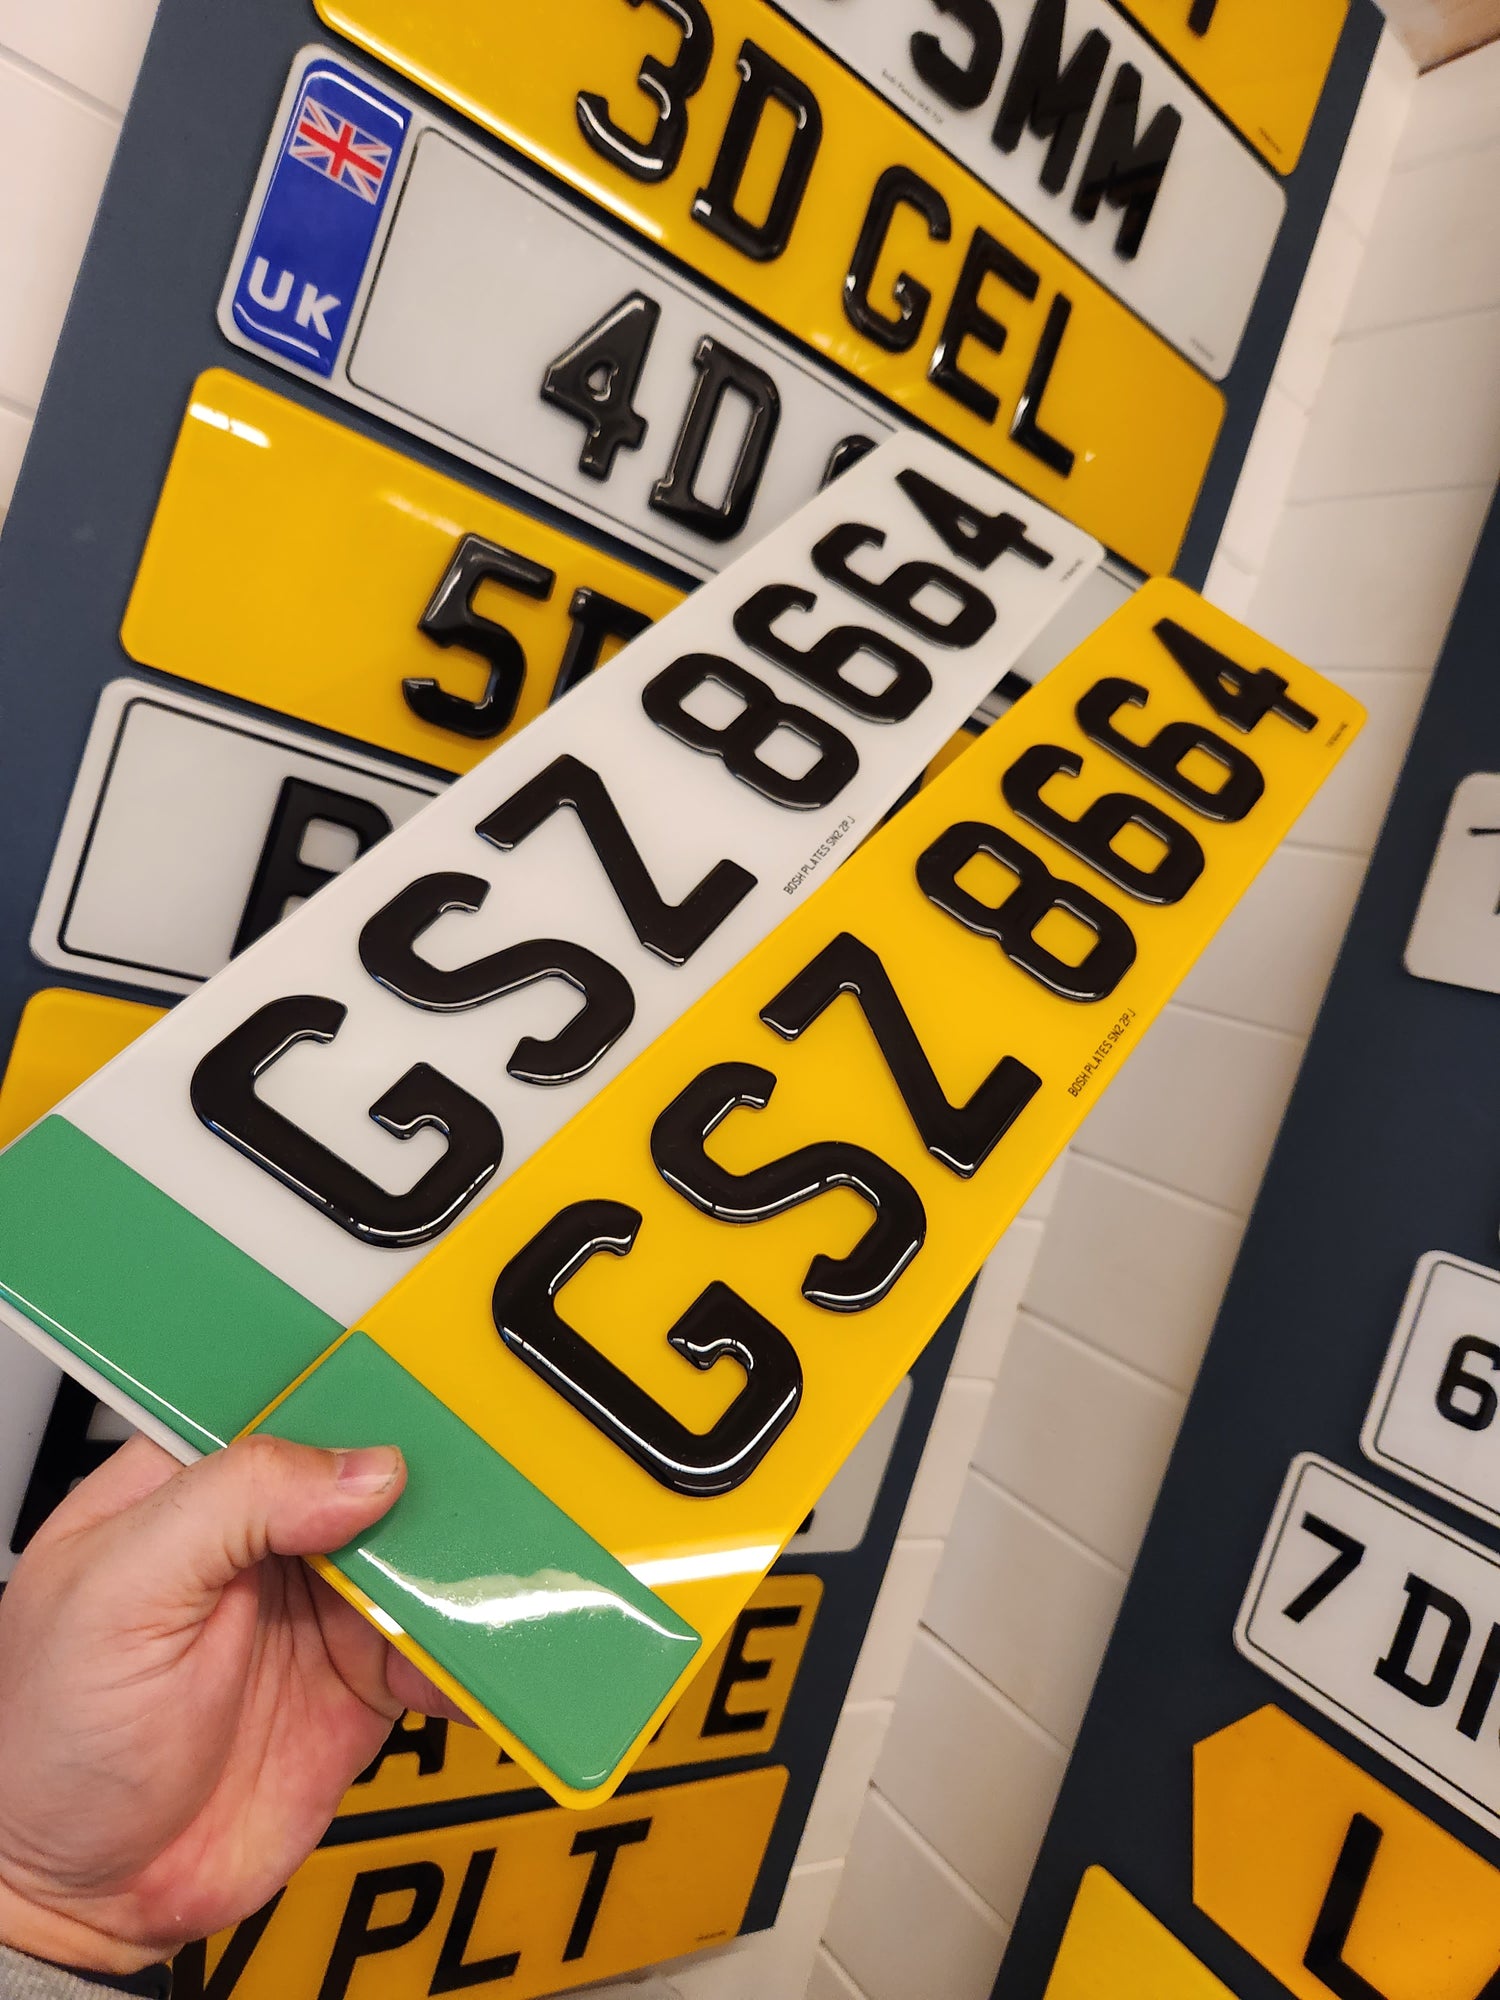 5MM
3D GEL
UK
4D
5D
GSZ 8664
BOSH PLATES SN2 2PJ
GSZ 8664
BOSH PLATES SN2 2PJ
PLT
6
7 DI
L